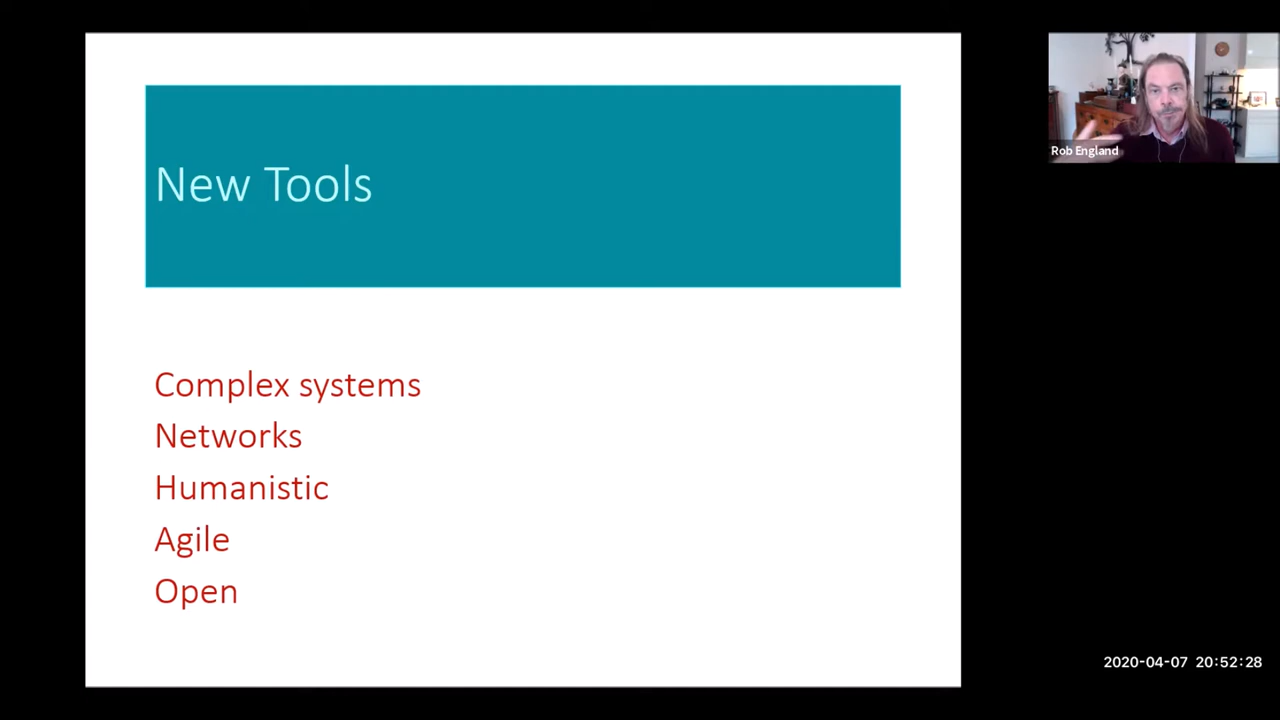 New Tools
Complex systems
Networks
Humanistic
Agile
Open
Rob England
2020-04-07 20:52:28